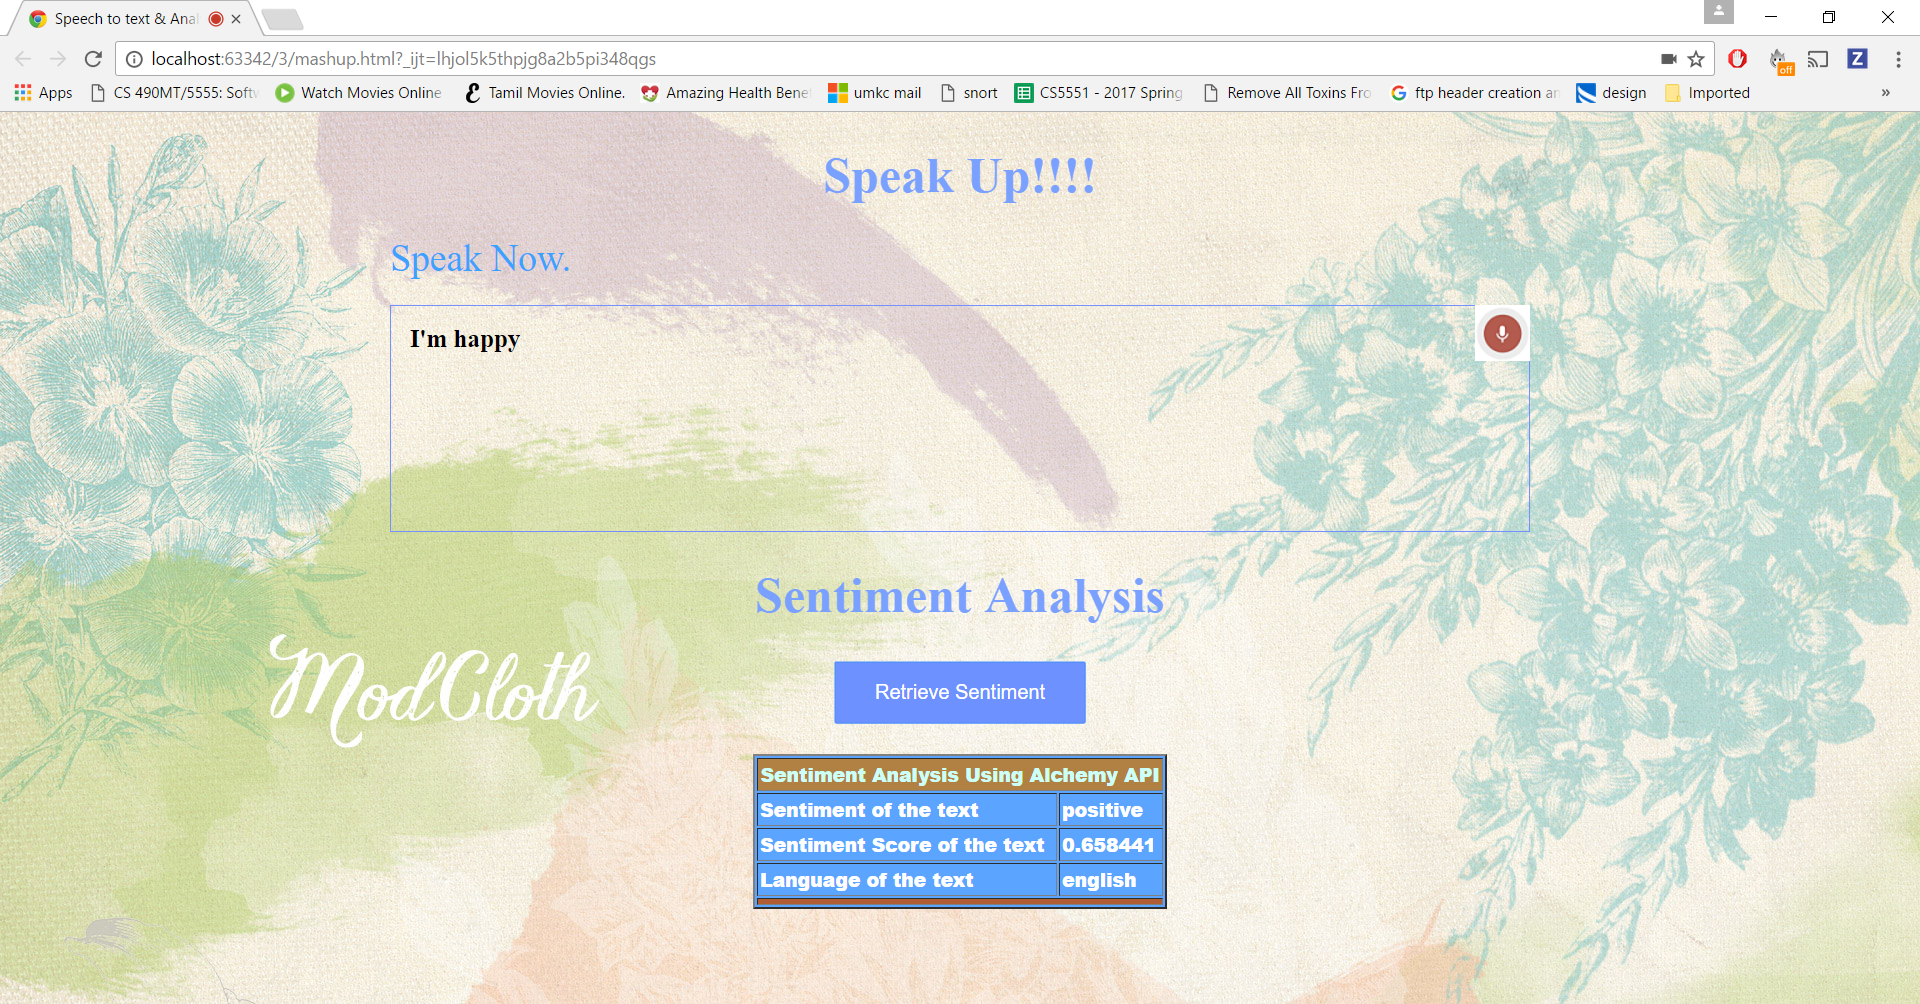 Speech to text & Anal
localhost:63342/3/mashup.html?_ijt=lhjol5k5thpjg8a2b5pi348qgs
off
Z
Apps
CS 490MT/5555: Softw
Watch Movies Online
Tamil Movies Online.
Amazing Health Bene
umkc mail
snort
CS5551 - 2017 Spring
Remove All Toxins Fro
ftp header creation an
design
Imported
»
Speak Up!!!!
Speak Now.
I'm happy
Sentiment Analysis
ModCloth
Retrieve Sentiment
Sentiment Analysis Using Alchemy API
Sentiment of the text positive
Sentiment Score of the text 0.658441
Language of the text english